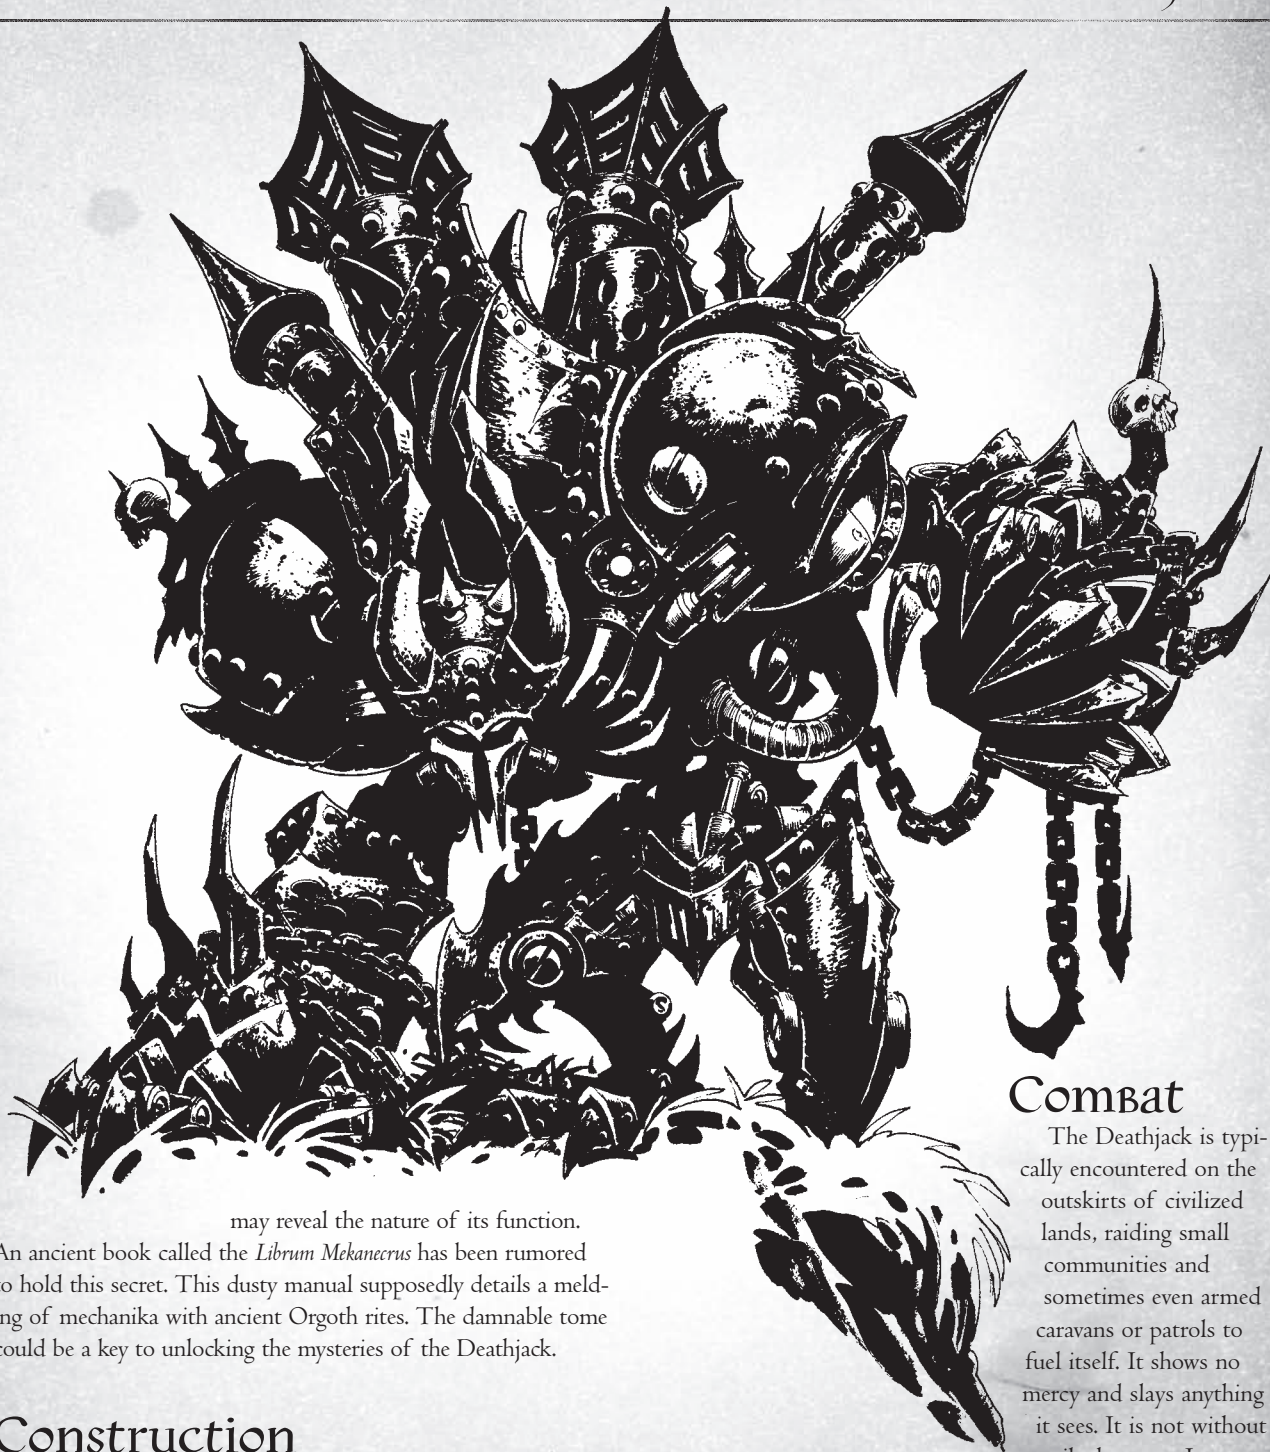 may reveal the nature of its function.
An ancient book called the Librum Mekanecrus has been rumored
to hold this secret. This dusty manual supposedly details a meld-
ing of mechanika with ancient Orgoth rites. The damnable tome
could be a key to unlocking the mysteries of the Deathjack.
Construction
Combat
The Deathjack is typi-
cally encountered on the
outskirts of civilized
lands, raiding small
communities and
sometimes even armed
caravans or patrols to
fuel itself. It shows no
mercy and slays anything
it sees. It is not without